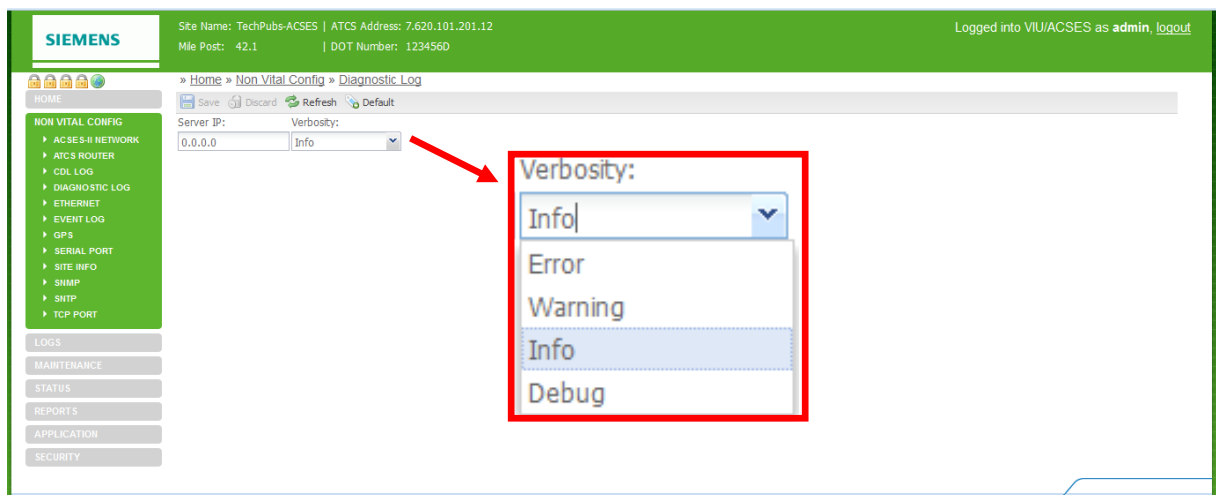 SIEMENS
Site Name: TechPubs-ACSES | ATCS Address: 7.620.101.201.12
Mile Post: 42.1 | DOT Number: 123456D
Logged into VIU/ACSES as admin, logout
» Home » Non Vital Config » Diagnostic Log
Save Discard Refresh Default
HOME
NON VITAL CONFIG
ACSES-II NETWORK
ATCS ROUTER
CDL LOG
DIAGNOSTIC LOG
ETHERNET
EVENT LOG
GPS
SERIAL PORT
SITE INFO
SNMP
SNTP
TCP PORT
LOGS
MAINTENANCE
STATUS
REPORTS
APPLICATION
SECURITY
Server IP: Verbosity:
0.0.0.0 Info
Verbosity:
Info
Error
Warning
Info
Debug